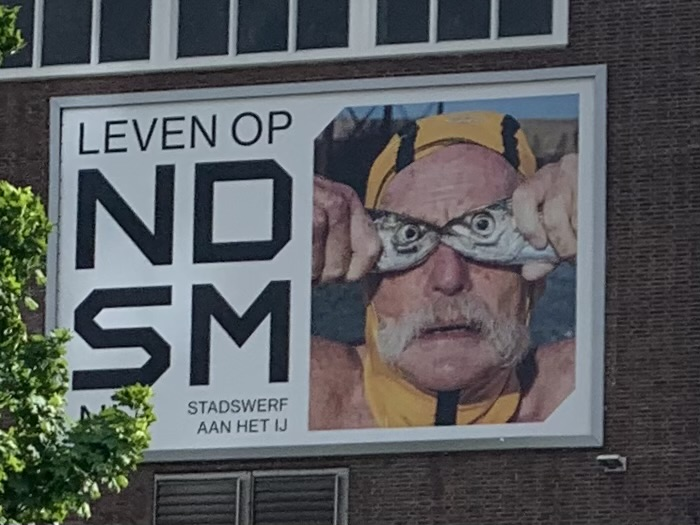 LEVEN OP
ND
SM
STADSWERF
AAN HET IJ